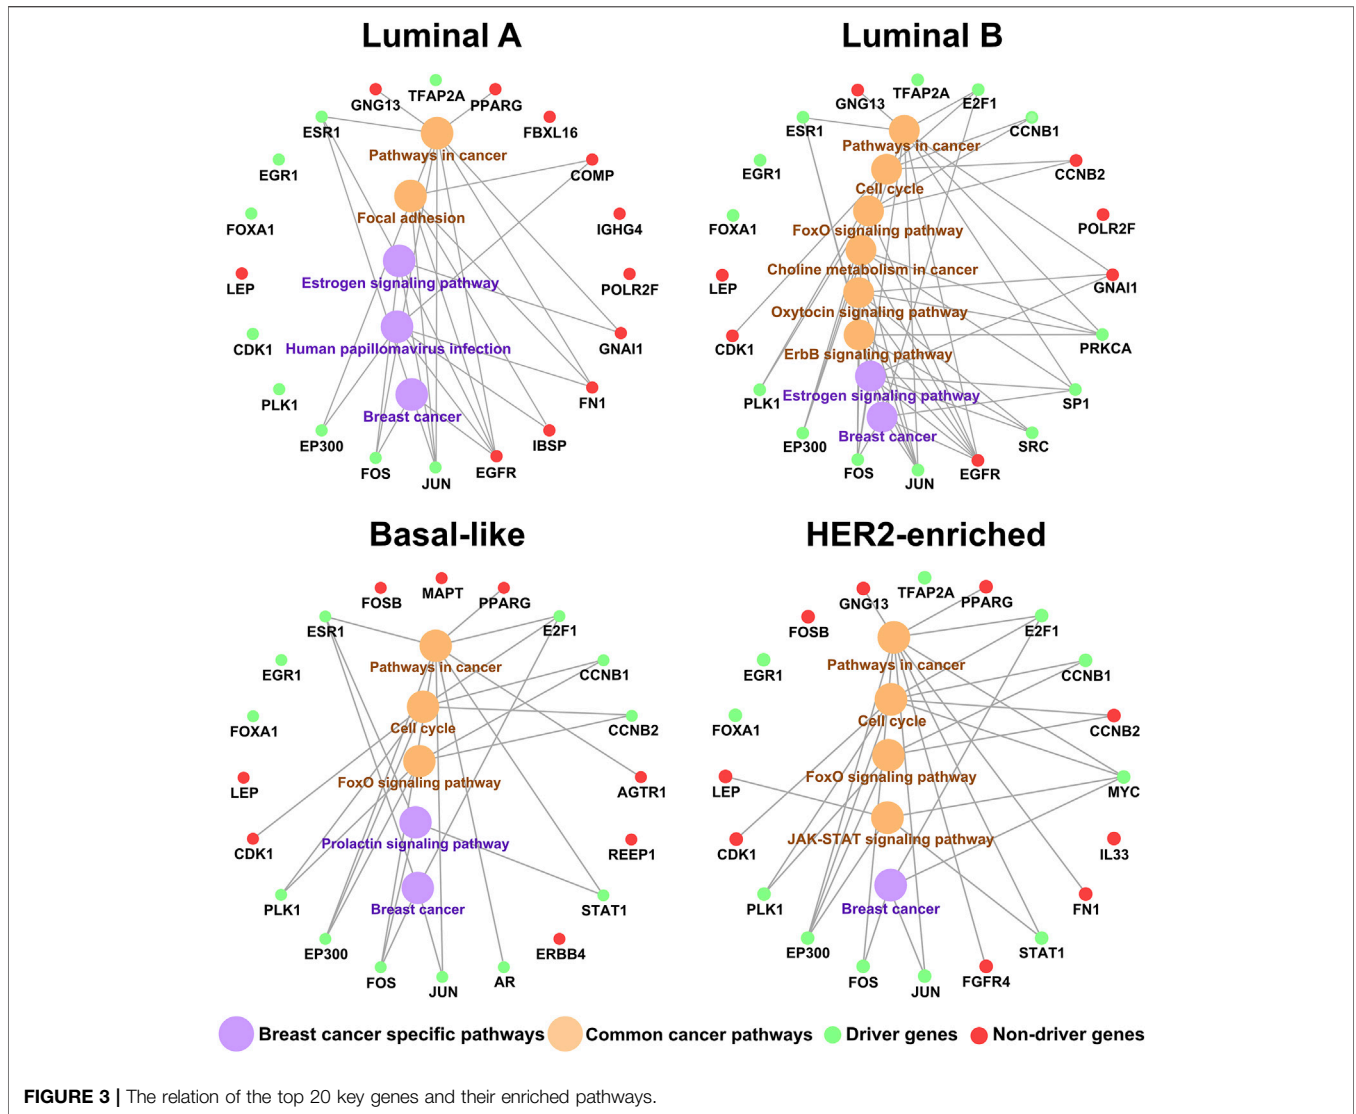 Luminal A
TFAP2A
GNG13
PPARG
ESR1
FBXL16
Pathways in cancer
EGR1
COMP
Focal adhesion
FOXA1
IGHG4
Estrogen signaling pathway
LEP
POLR2F
CDK1
Human papillomavirus infection
GNAI1
PLK1
FN1
Breast cancer
EP300
IBSP
FOS
EGFR
JUN
Luminal B
TFAP2A
GNG13
E2F1
ESR1
CCNB1
Pathways in cancer
EGR1
CCNB2
Cell cycle
FOXA1
POLR2F
FoxO signaling pathway
Choline metabolism in cancer
LEP
GNAI1
Oxytocin signaling pathway
CDK1
PRKCA
ErbB signaling pathway
PLK1
Estrogen signaling pathway
SP1
Breast cancer
EP300
SRC
FOS
EGFR
JUN
Basal-like
MAPT
FOSB
PPARG
ESR1
E2F1
Pathways in cancer
EGR1
CCNB1
Cell cycle
FOXA1
CCNB2
FoxO signaling pathway
LEP
AGTR1
Prolactin signaling pathway
CDK1
REEP1
PLK1
Breast cancer
STAT1
EP300
ERBB4
FOS
JUN
AR
HER2-enriched
TFAP2A
GNG13
PPARG
FOSB
E2F1
Pathways in cancer
EGR1
CCNB1
Cell cycle
FOXA1
CCNB2
FoxO signaling pathway
LEP
MYC
JAK-STAT signaling pathway
CDK1
IL33
PLK1
Breast cancer
FN1
EP300
STAT1
FOS
FGFR4
JUN
Breast cancer specific pathways
Common cancer pathways
Driver genes
Non-driver genes
FIGURE 3 | The relation of the top 20 key genes and their enriched pathways.